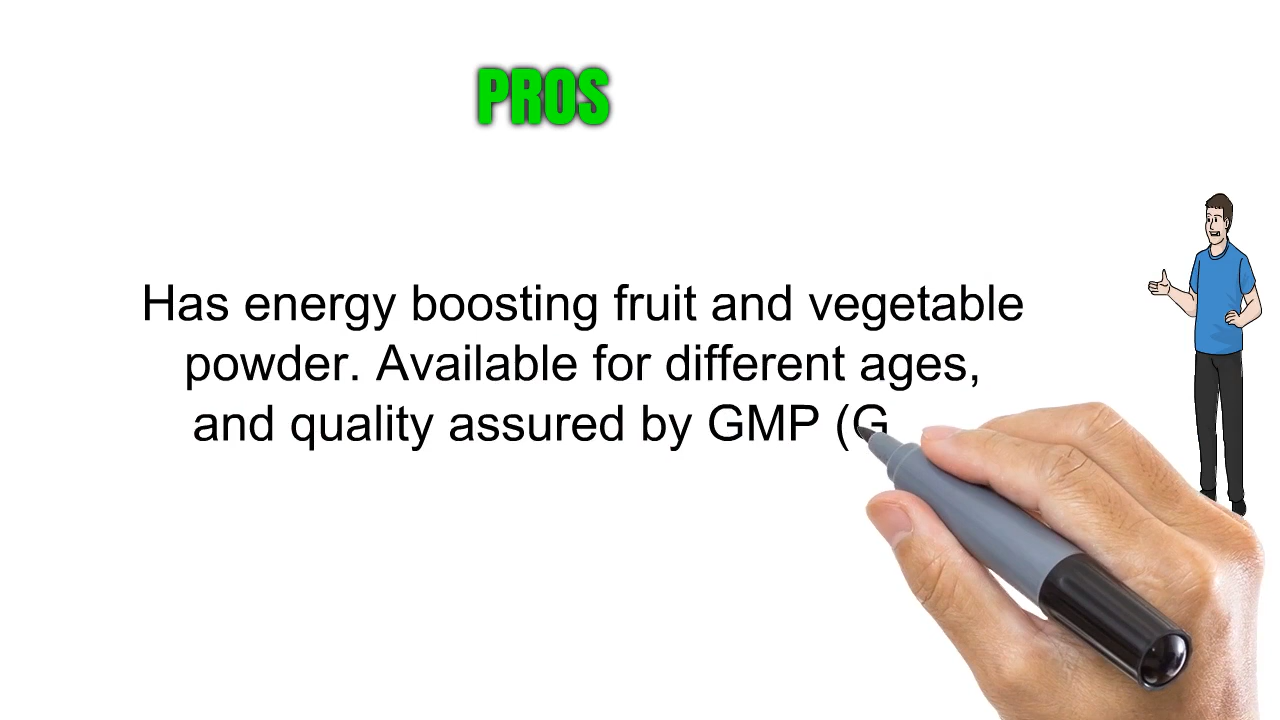 PROS
Has energy boosting fruit and vegetable
powder. Available for different ages,
and quality assured by GMP (G